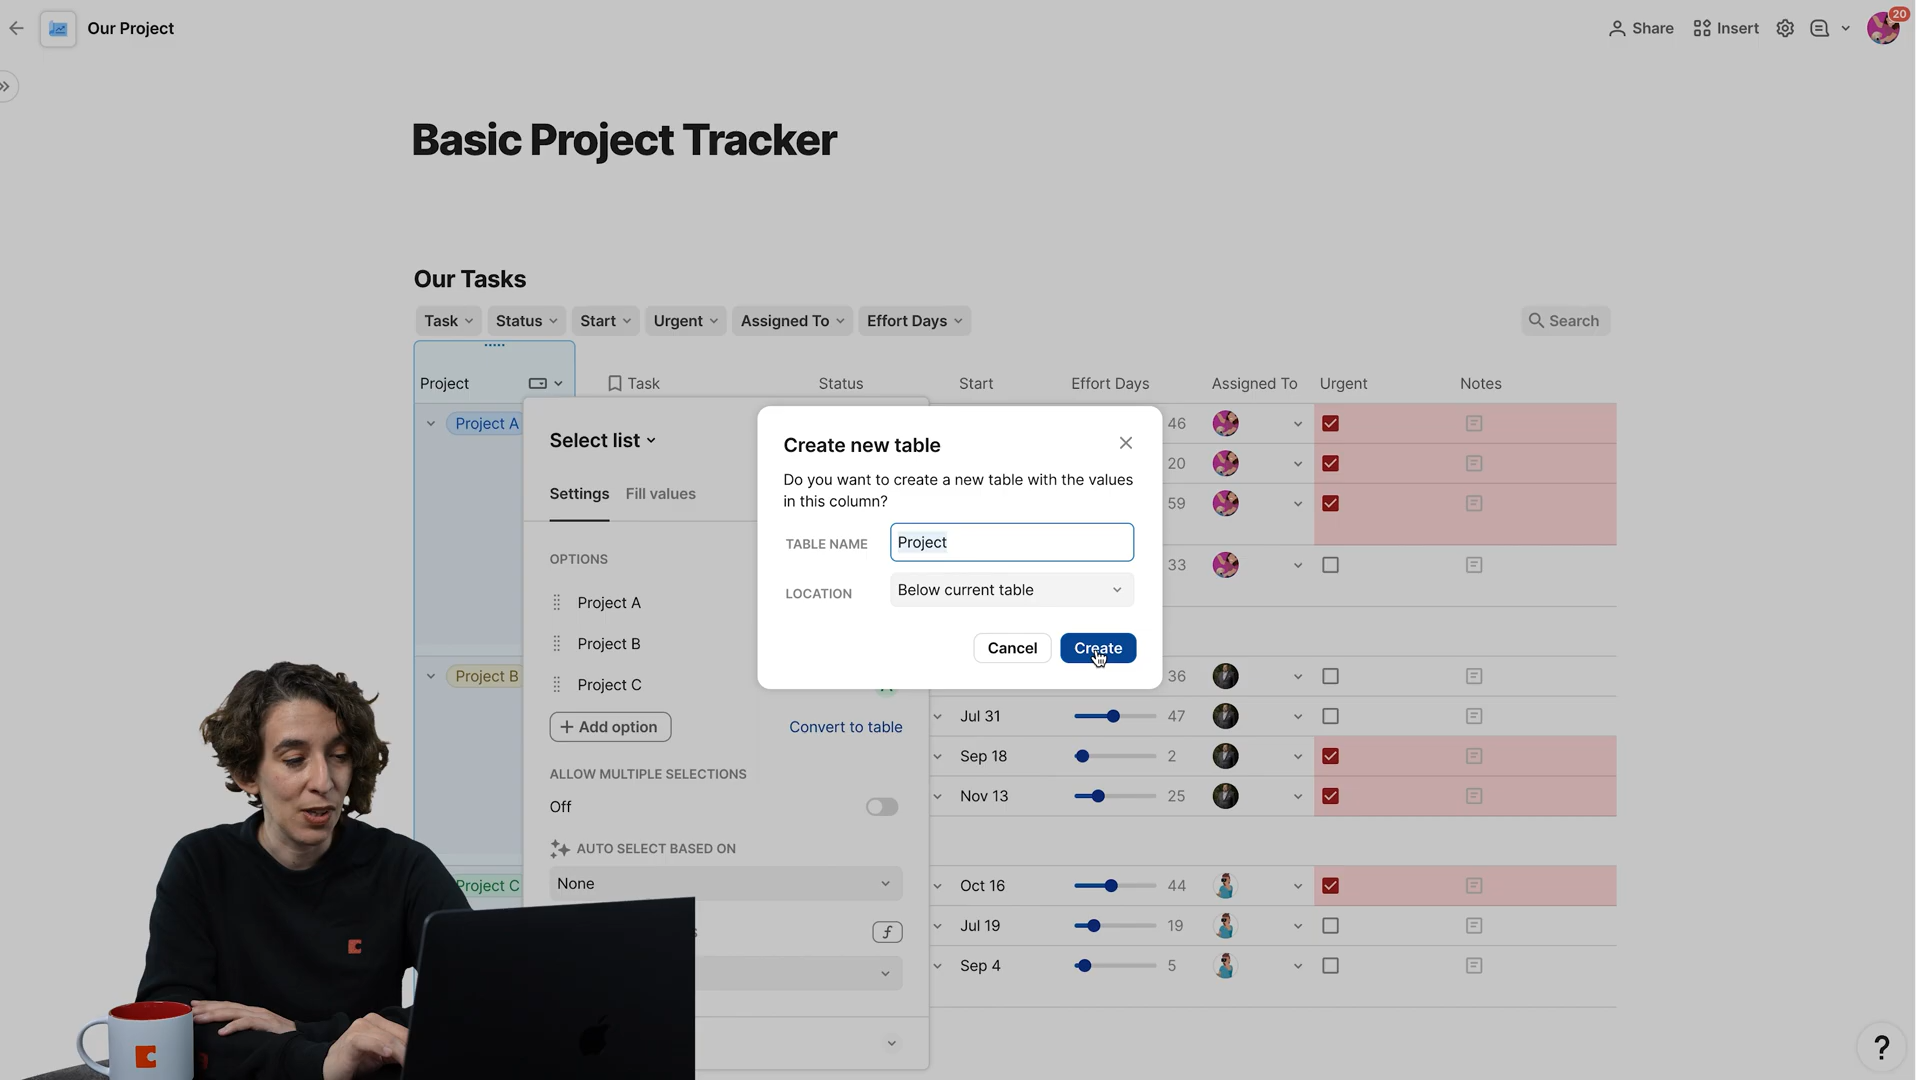 Our Project
Share
Insert
20
Basic Project Tracker
Our Tasks
Task
Status
Start
Urgent
Assigned To
Effort Days
Search
Project
Task
Status
Start
Effort Days
Assigned To
Urgent
Notes
Project A
46
20
59
33
Select list
Settings
Fill values
OPTIONS
Project A
Project B
Project C
+ Add option
Convert to table
ALLOW MULTIPLE SELECTIONS
Off
AUTO SELECT BASED ON
None
f
Create new table
Do you want to create a new table with the values
in this column?
TABLE NAME
Project
LOCATION
Below current table
Cancel
Create
Project B
36
Jul 31
47
Sep 18
2
Nov 13
25
Project C
Oct 16
44
Jul 19
19
Sep 4
5
?